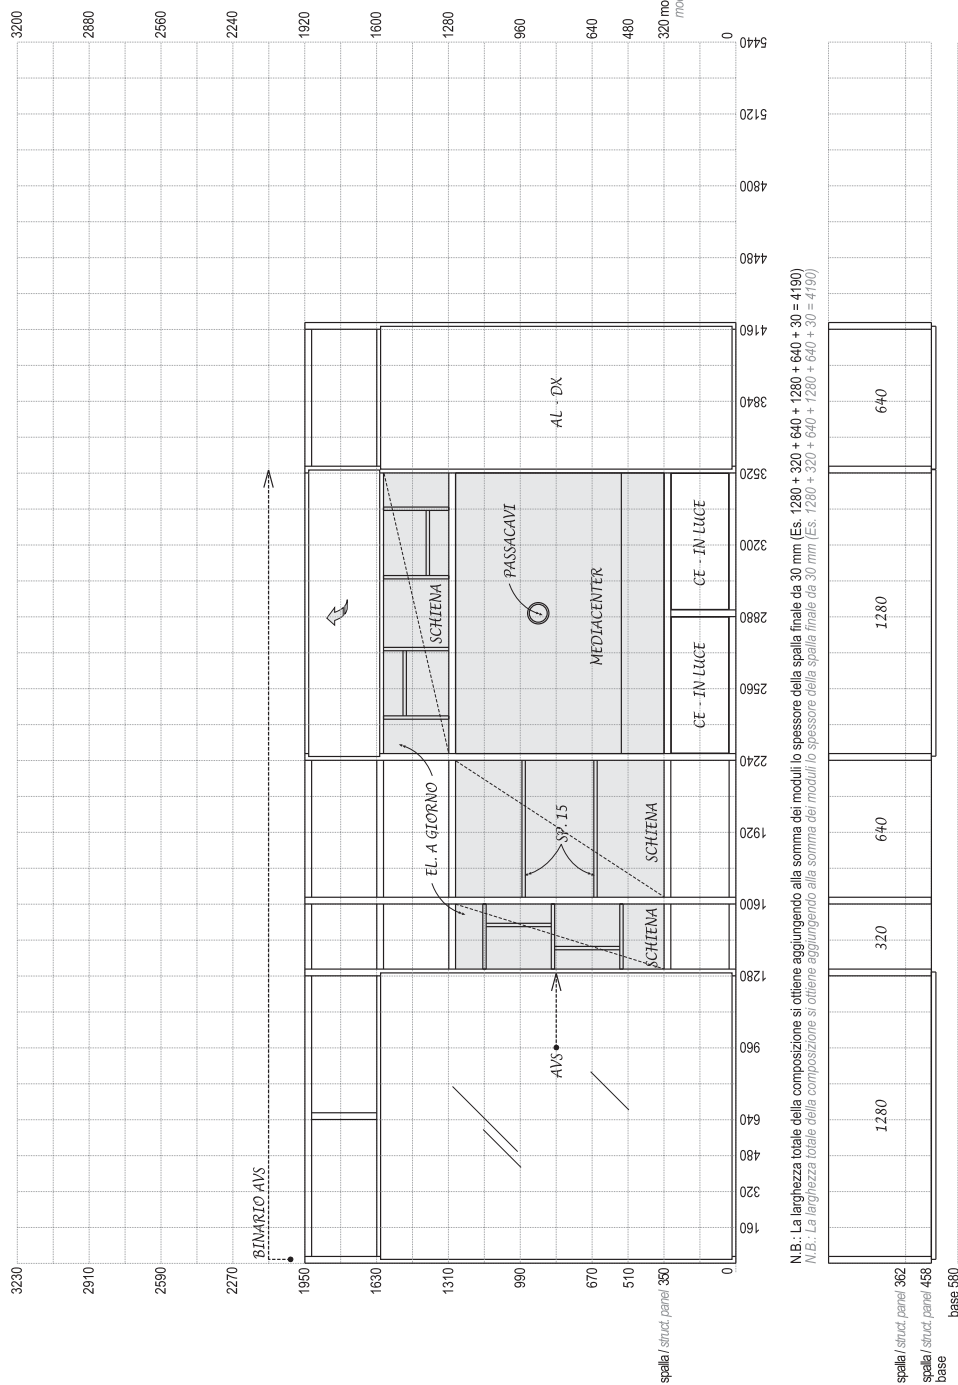 3200
2880
2560
2240
1920
1600
1280
960
640
480
320 mo
mod
0
3230
2910
2590
2270
1950
1630
1310
990
670
510
spalla / struct. panel 350
0
BINARIO AVS
EL. A GIORNO
SCHIENA
PASSACAVI
MEDIACENTER
AL - DX
CE - IN LUCE
CE - IN LUCE
SP. 15
SCHIENA
SCHIENA
AVS
160
320
480
640
960
1280
1600
1920
2240
2560
2880
3200
3520
3840
4160
4480
4800
5120
5440
N.B.: La larghezza totale della composizione si ottiene aggiungendo alla somma dei moduli lo spessore della spalla finale da 30 mm (Es. 1280 + 320 + 640 + 1280 + 640 + 30 = 4190)
N.B.: La larghezza totale della composizione si ottiene aggiungendo alla somma dei moduli lo spessore della spalla finale da 30 mm (Es. 1280 + 320 + 640 + 1280 + 640 + 30 = 4190)
1280
320
640
1280
640
spalla / struct. panel 362
spalla / struct. panel 458
base
base 580